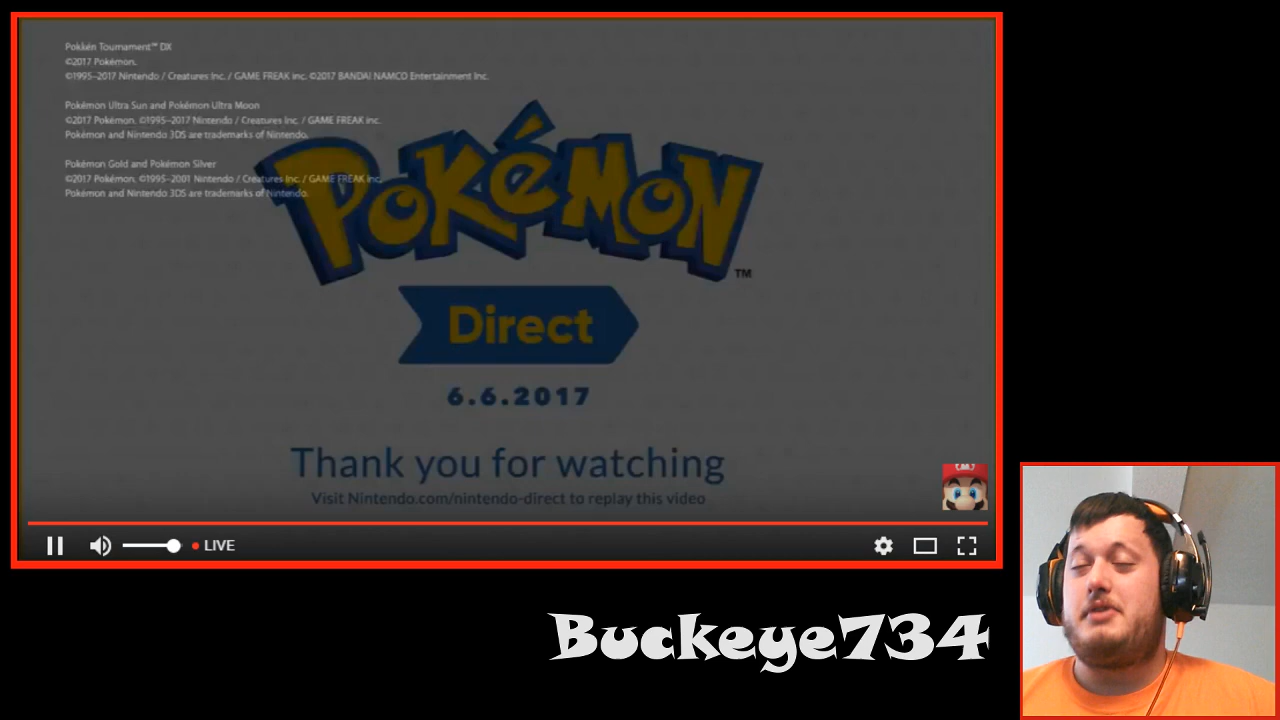 Pokkén Tournament™ DX
©2017 Pokémon.
©1995–2017 Nintendo / Creatures Inc. / GAME FREAK inc. ©2017 BANDAI NAMCO Entertainment Inc.
Pokémon Ultra Sun and Pokémon Ultra Moon
©2017 Pokémon. ©1995–2017 Nintendo / Creatures Inc. / GAME FREAK inc.
Pokémon and Nintendo 3DS are trademarks of Nintendo.
Pokémon Gold and Pokémon Silver
©2017 Pokémon. ©1995–2001 Nintendo / Creatures Inc. / GAME FREAK inc.
Pokémon and Nintendo 3DS are trademarks of Nintendo.
POKéMON
TM
Direct
6.6.2017
Thank you for watching
Visit Nintendo.com/nintendo-direct to replay this video
LIVE
Buckeye734